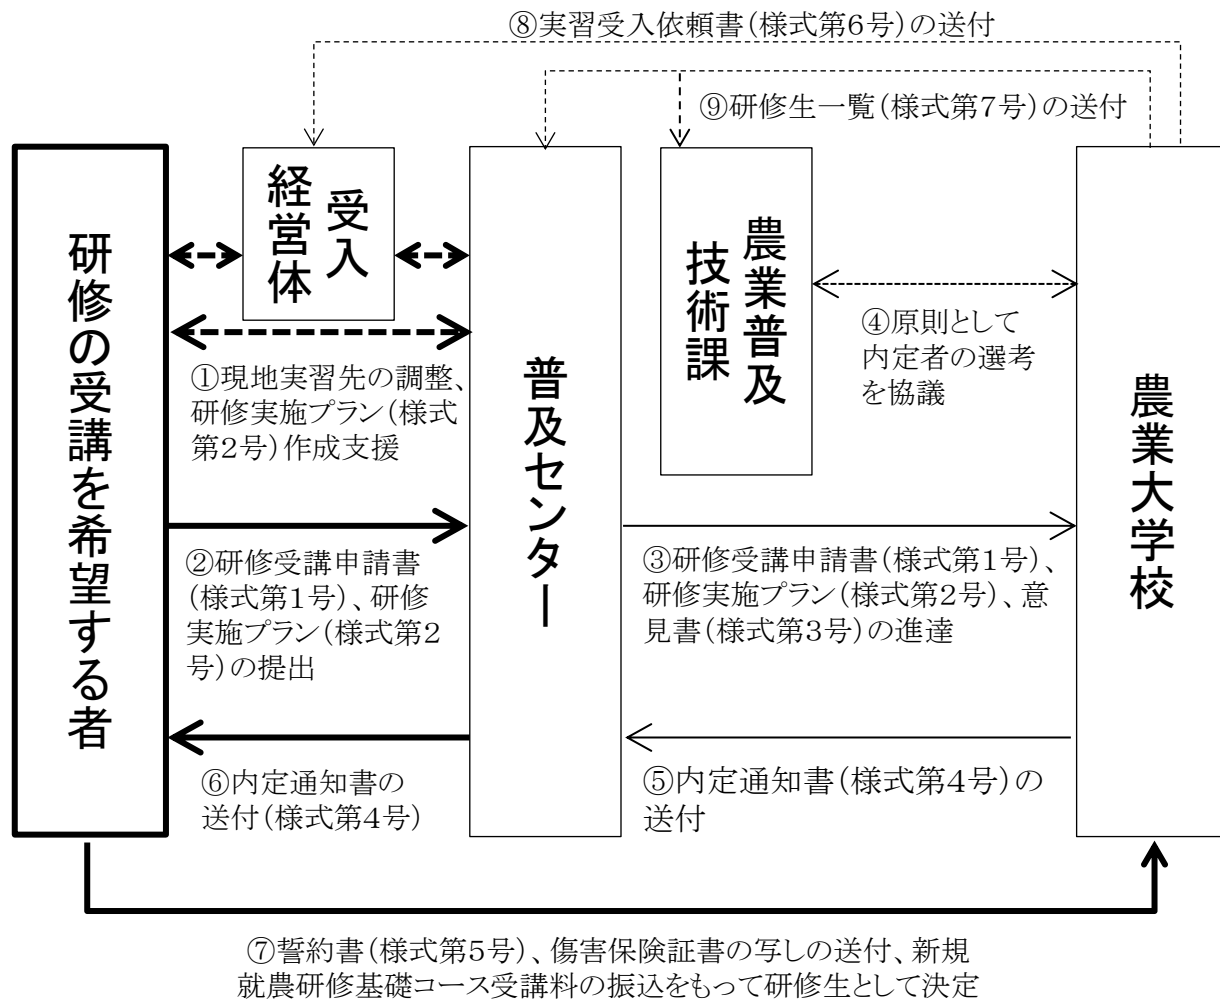 ⑧実習受入依頼書(様式第6号)の送付
⑨研修生一覧(様式第7号)の送付
研修の受講を希望する者
受入
経営体
普及センター
農業普及
技術課
農業大学校
①現地実習先の調整、
研修実施プラン(様式
第2号)作成支援
④原則として
内定者の選考
を協議
②研修受講申請書
(様式第1号)、研修
実施プラン(様式第2
号)の提出
③研修受講申請書(様式第1号)、
研修実施プラン(様式第2号)、意
見書(様式第3号)の進達
⑥内定通知書の
送付(様式第4号)
⑤内定通知書(様式第4号)の
送付
⑦誓約書(様式第5号)、傷害保険証書の写しの送付、新規
就農研修基礎コース受講料の振込をもって研修生として決定